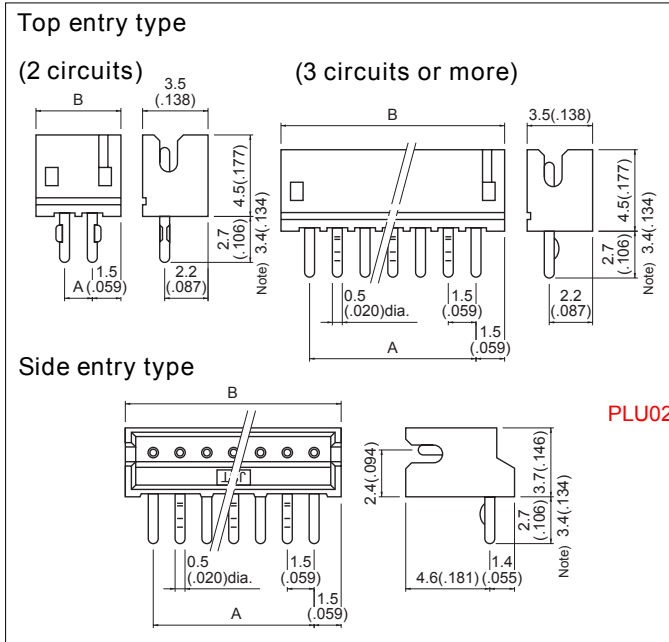 Top entry type
(2 circuits)
(3 circuits or more)
B
3.5
(.138)
4.5(.177)
2.7
(.106)
Note) 3.4(.134)
A
1.5
(.059)
2.2
(.087)
B
3.5(.138)
4.5(.177)
2.7
(.106)
Note) 3.4(.134)
0.5
(.020)dia.
1.5
(.059)
A
1.5
(.059)
2.2
(.087)
Side entry type
B
PLU02
2.4(.094)
3.7(.146)
2.7
(.106)
Note) 3.4(.134)
0.5
(.020)dia.
1.5
(.059)
A
1.5
(.059)
4.6(.181)
1.4
(.055)